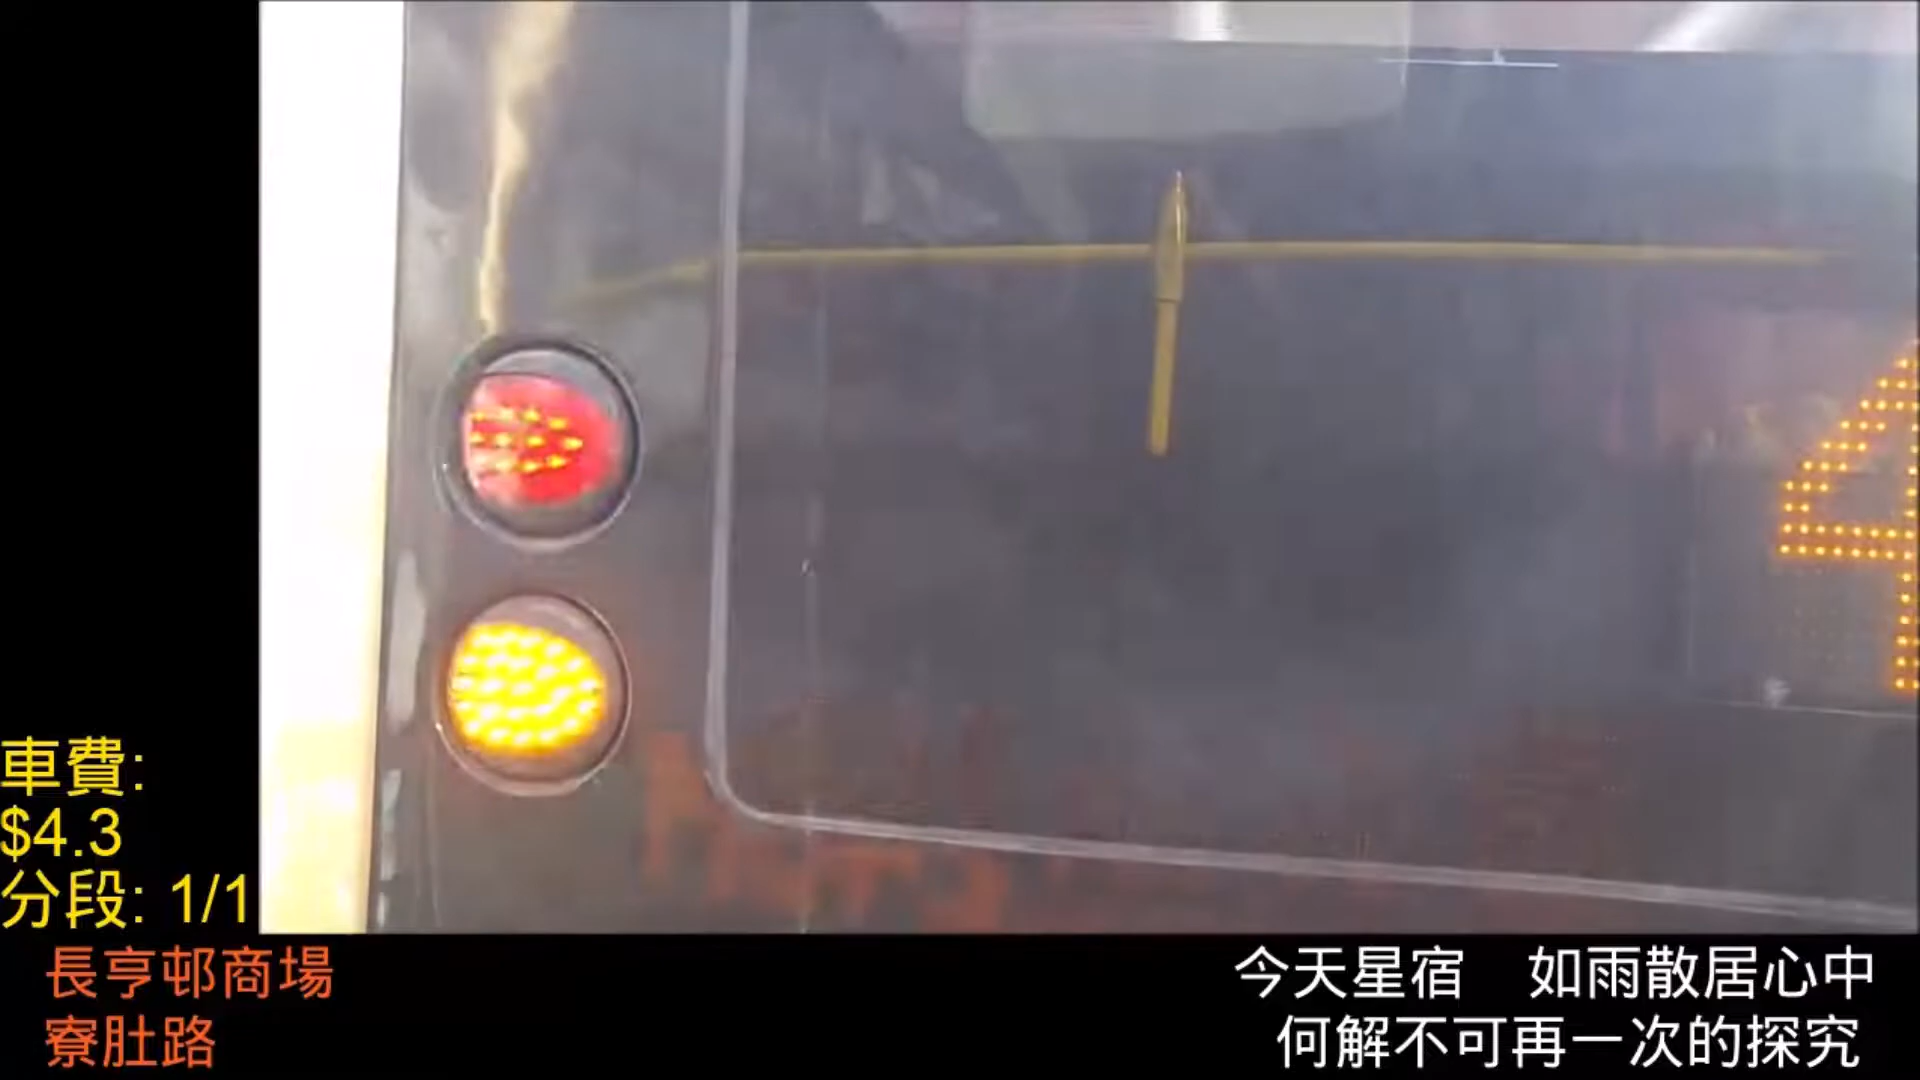 4
車費:
$4.3
分段: 1/1
長亨邨商場
寮肚路
今天星宿 如雨散居心中
何解不可再一次的探究